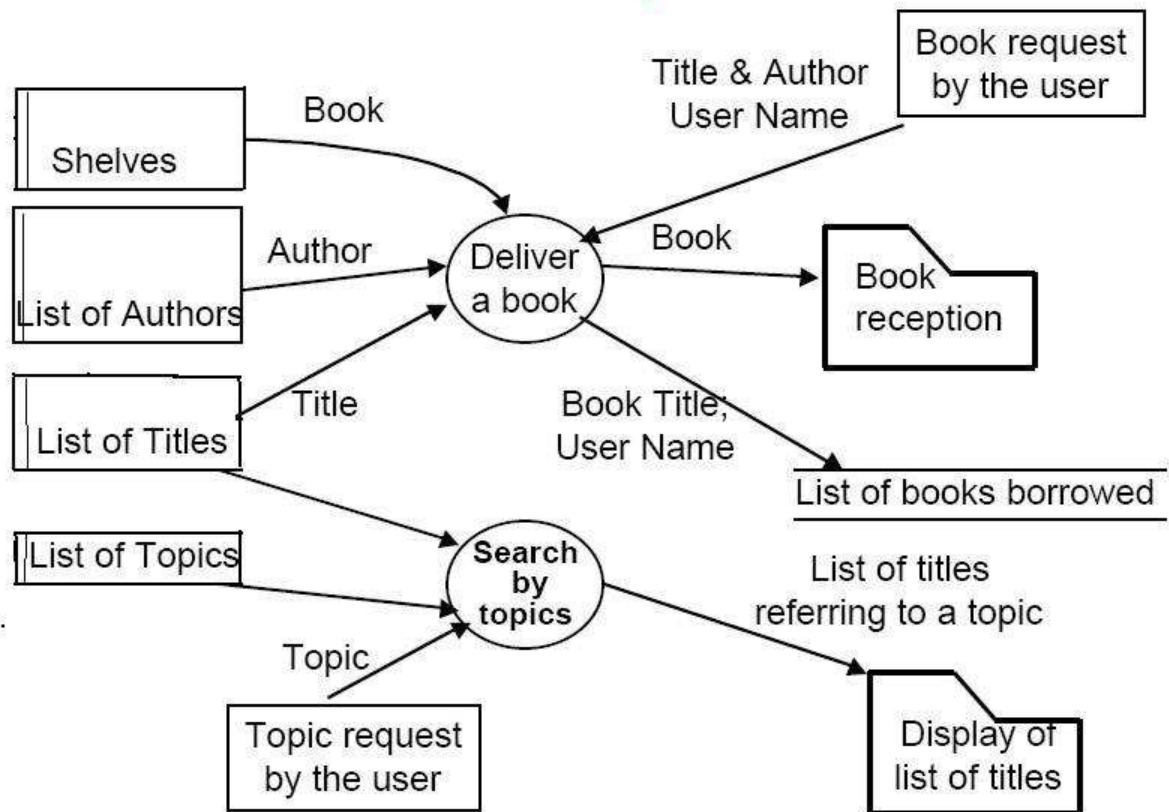 Book request
by the user
Title & Author
User Name
Book
Shelves
Author
Deliver
a book
Book
Book
reception
List of Authors
Title
Book Title;
User Name
List of Titles
List of books borrowed
List of Topics
Search
by
topics
List of titles
referring to a topic
Topic
Topic request
by the user
Display of
list of titles